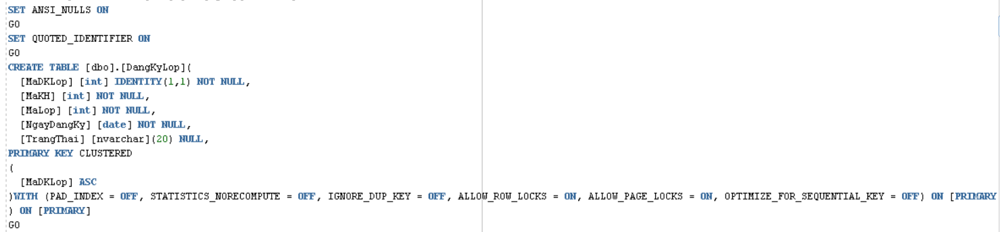 SET ANSI_NULLS ON
GO
SET QUOTED_IDENTIFIER ON
GO
CREATE TABLE [dbo].[DangKyLop](
[MaDKLop] [int] IDENTITY(1,1) NOT NULL,
[MaKH] [int] NOT NULL,
[MaLop] [int] NOT NULL,
[NgayDangKy] [date] NOT NULL,
[TrangThai] [nvarchar](20) NULL,
PRIMARY KEY CLUSTERED
(
[MaDKLop] ASC
)WITH (PAD_INDEX = OFF, STATISTICS_NORECOMPUTE = OFF, IGNORE_DUP_KEY = OFF, ALLOW_ROW_LOCKS = ON, ALLOW_PAGE_LOCKS = ON, OPTIMIZE_FOR_SEQUENTIAL_KEY = OFF) ON [PRIMARY
) ON [PRIMARY]
GO